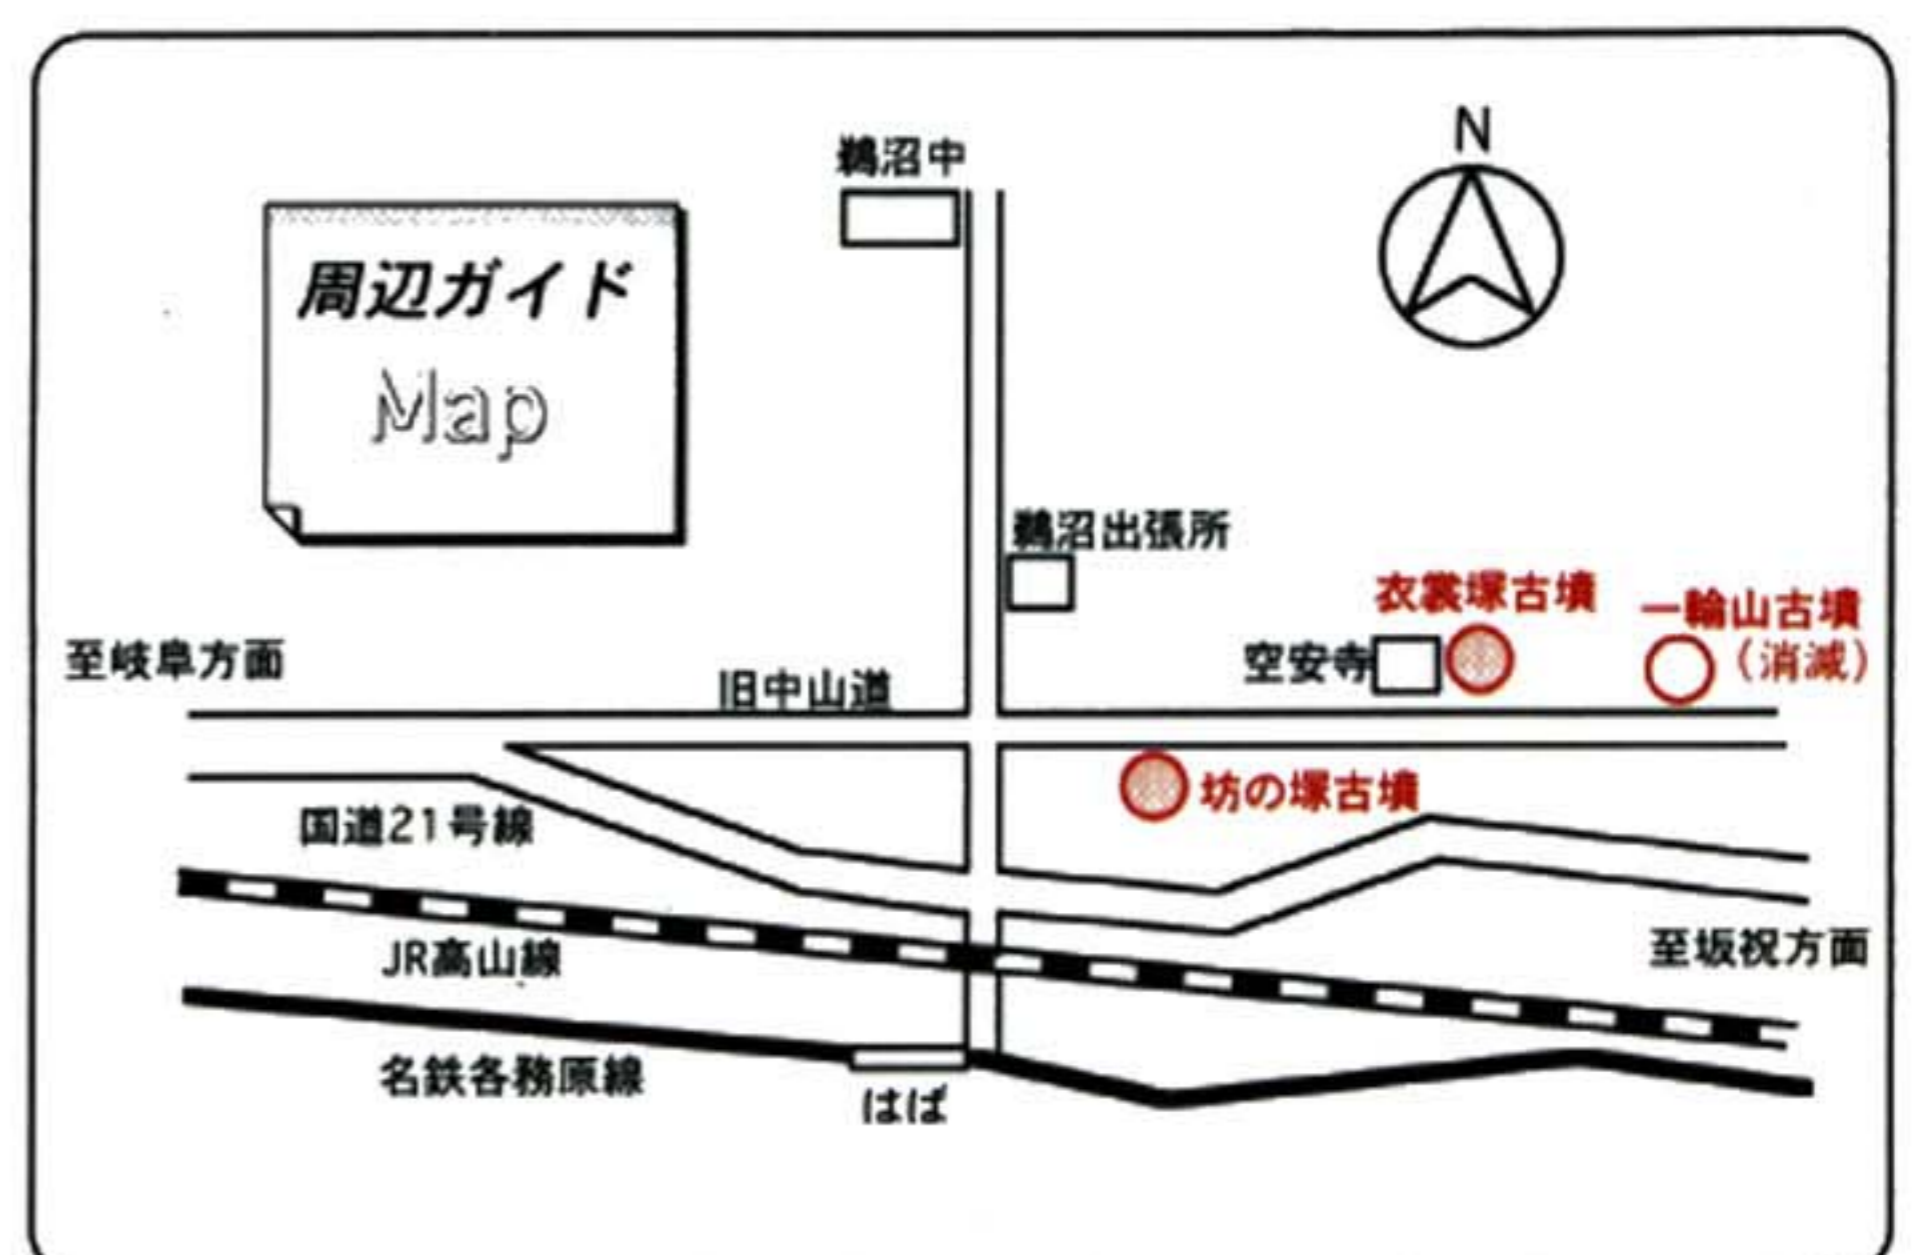 鵜沼中
N
周辺ガイド
Map
鵜沼出張所
衣裳塚古墳
一輪山古墳
（消滅）
至岐阜方面
旧中山道
空安寺
坊の塚古墳
国道21号線
至坂祝方面
JR高山線
名鉄各務原線
はば